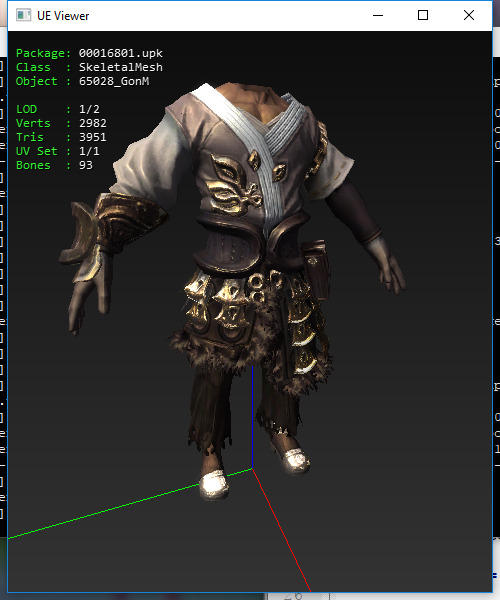 UE Viewer
Package: 00016801.upk
Class : SkeletalMesh
Object : 65028_GonM
LOD : 1/2
Verts : 2982
Tris : 3951
UV Set : 1/1
Bones : 93